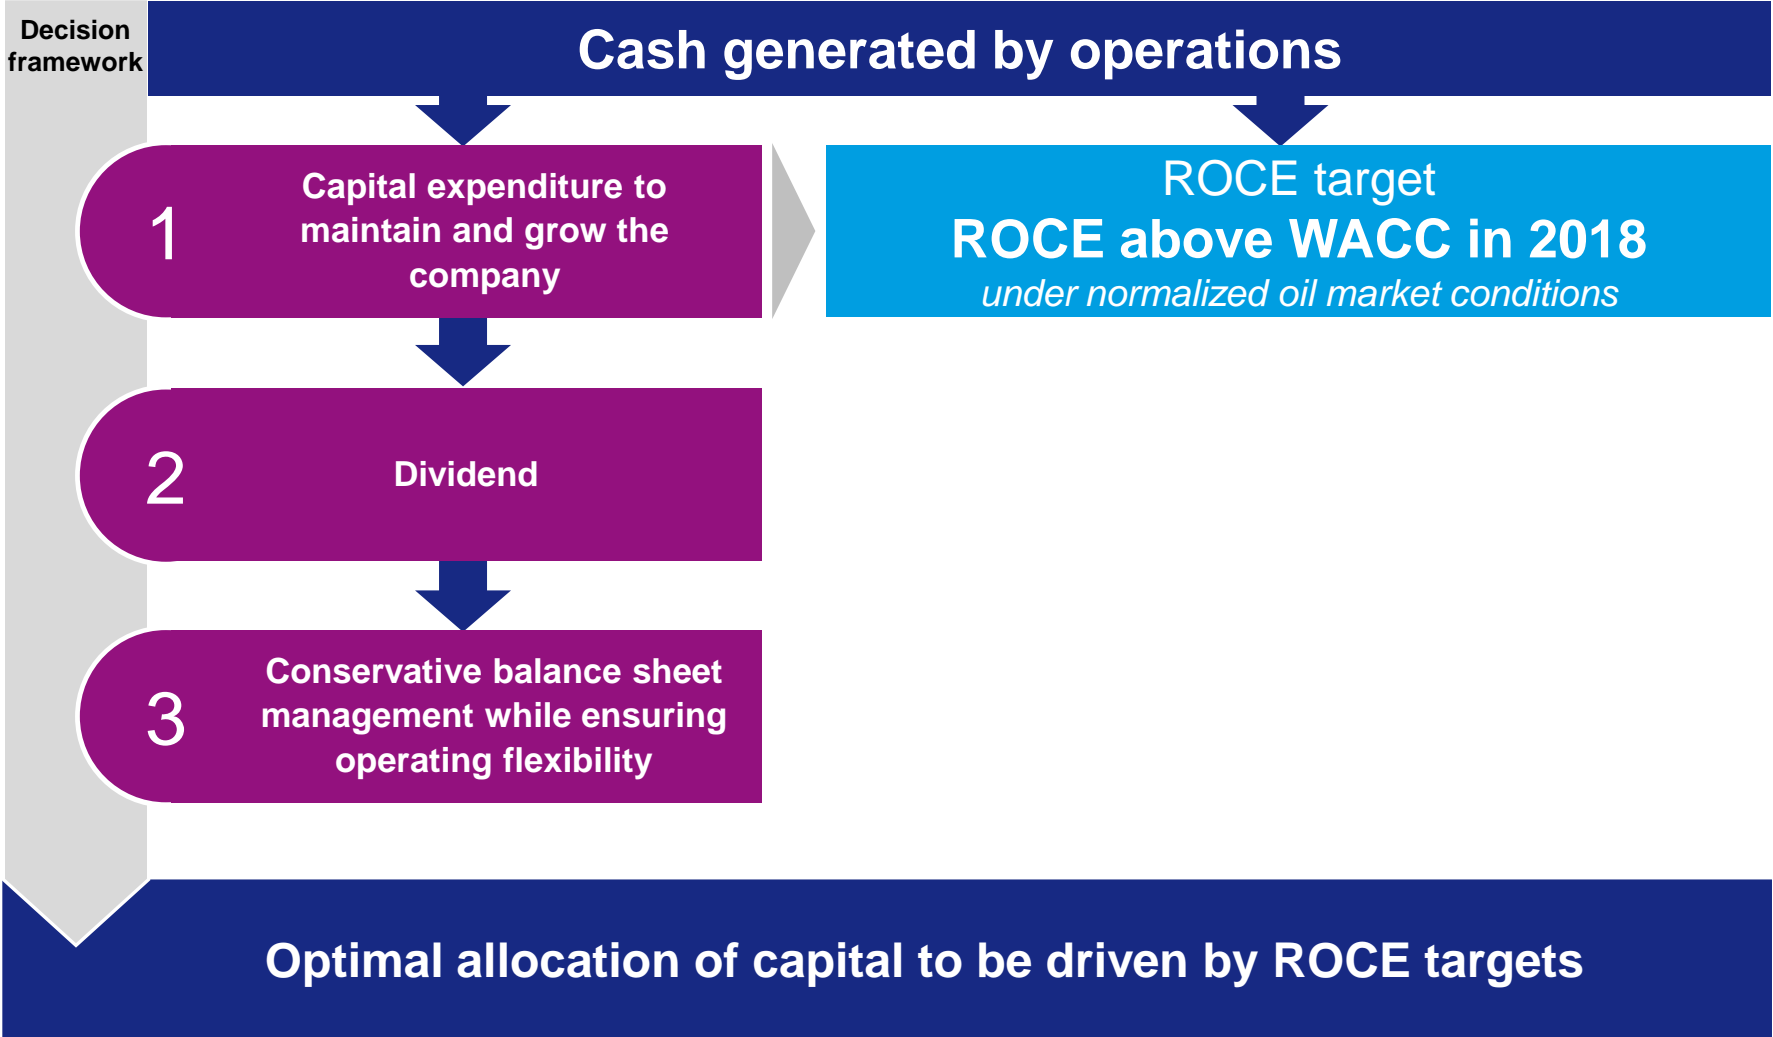 Decision
framework
Cash generated by operations
1
Capital expenditure to
maintain and grow the
company
ROCE target
ROCE above WACC in 2018
under normalized oil market conditions
2
Dividend
3
Conservative balance sheet
management while ensuring
operating flexibility
Optimal allocation of capital to be driven by ROCE targets